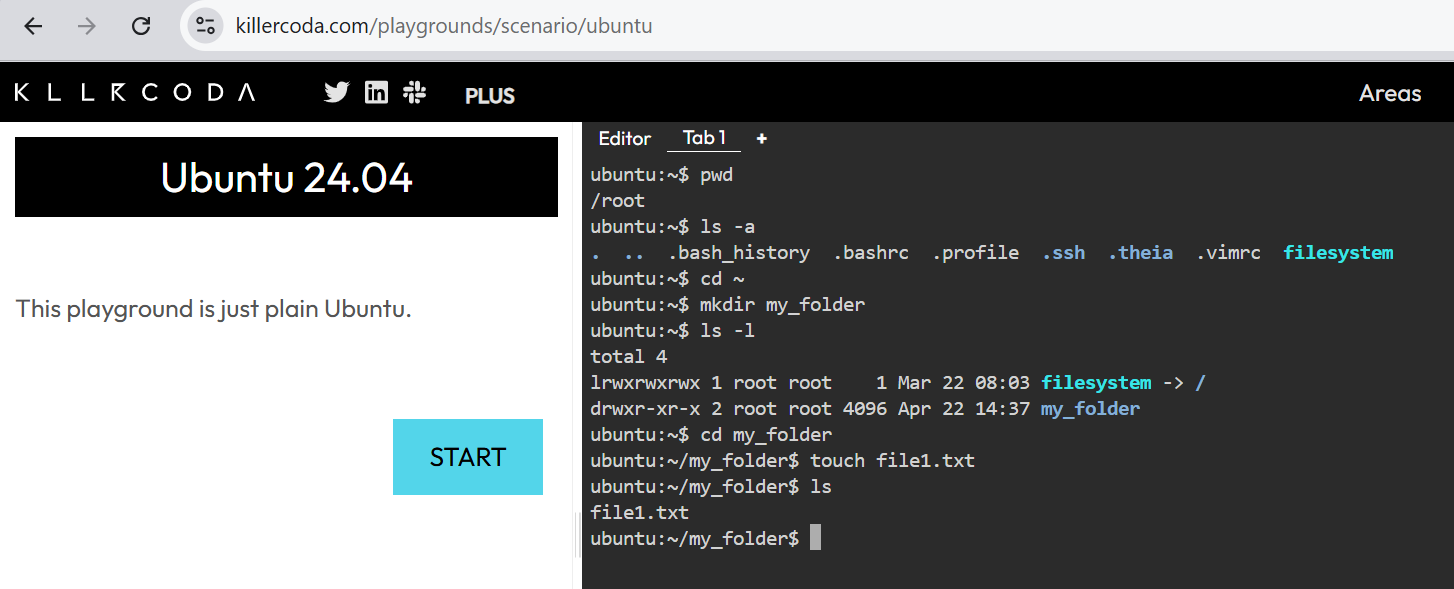 killercoda.com/playgrounds/scenario/ubuntu
KLLRCODA
in
PLUS
Areas
Ubuntu 24.04
This playground is just plain Ubuntu.
START
Editor Tab 1 +
ubuntu:~$ pwd
/root
ubuntu:~$ ls -a
. .. .bash_history .bashrc .profile .ssh .theia .vimrc filesystem
ubuntu:~$ cd ~
ubuntu:~$ mkdir my_folder
ubuntu:~$ ls -l
total 4
lrwxrwxrwx 1 root root    1 Mar 22 08:03 filesystem -> /
drwxr-xr-x 2 root root 4096 Apr 22 14:37 my_folder
ubuntu:~$ cd my_folder
ubuntu:~/my_folder$ touch file1.txt
ubuntu:~/my_folder$ ls
file1.txt
ubuntu:~/my_folder$